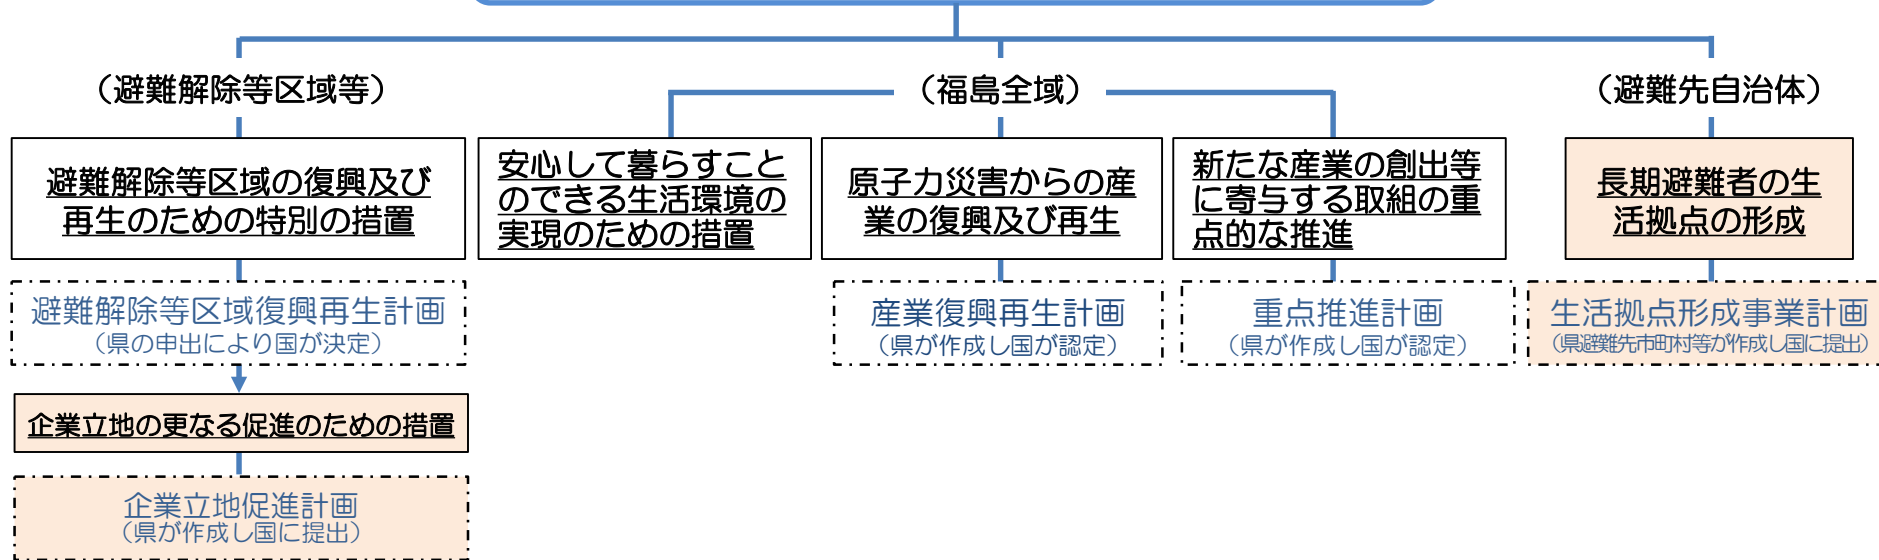 （避難解除等区域等）
（福島全域）
（避難先自治体）
避難解除等区域の復興及び
再生のための特別の措置
安心して暮らすこと
のできる生活環境の
実現のための措置
原子力災害からの産
業の復興及び再生
新たな産業の創出等
に寄与する取組の重
点的な推進
長期避難者の生
活拠点の形成
避難解除等区域復興再生計画
（県の申出により国が決定）
産業復興再生計画
（県が作成し国が認定）
重点推進計画
（県が作成し国が認定）
生活拠点形成事業計画
（県避難先市町村等が作成し国に提出）
企業立地の更なる促進のための措置
企業立地促進計画
（県が作成し国に提出）